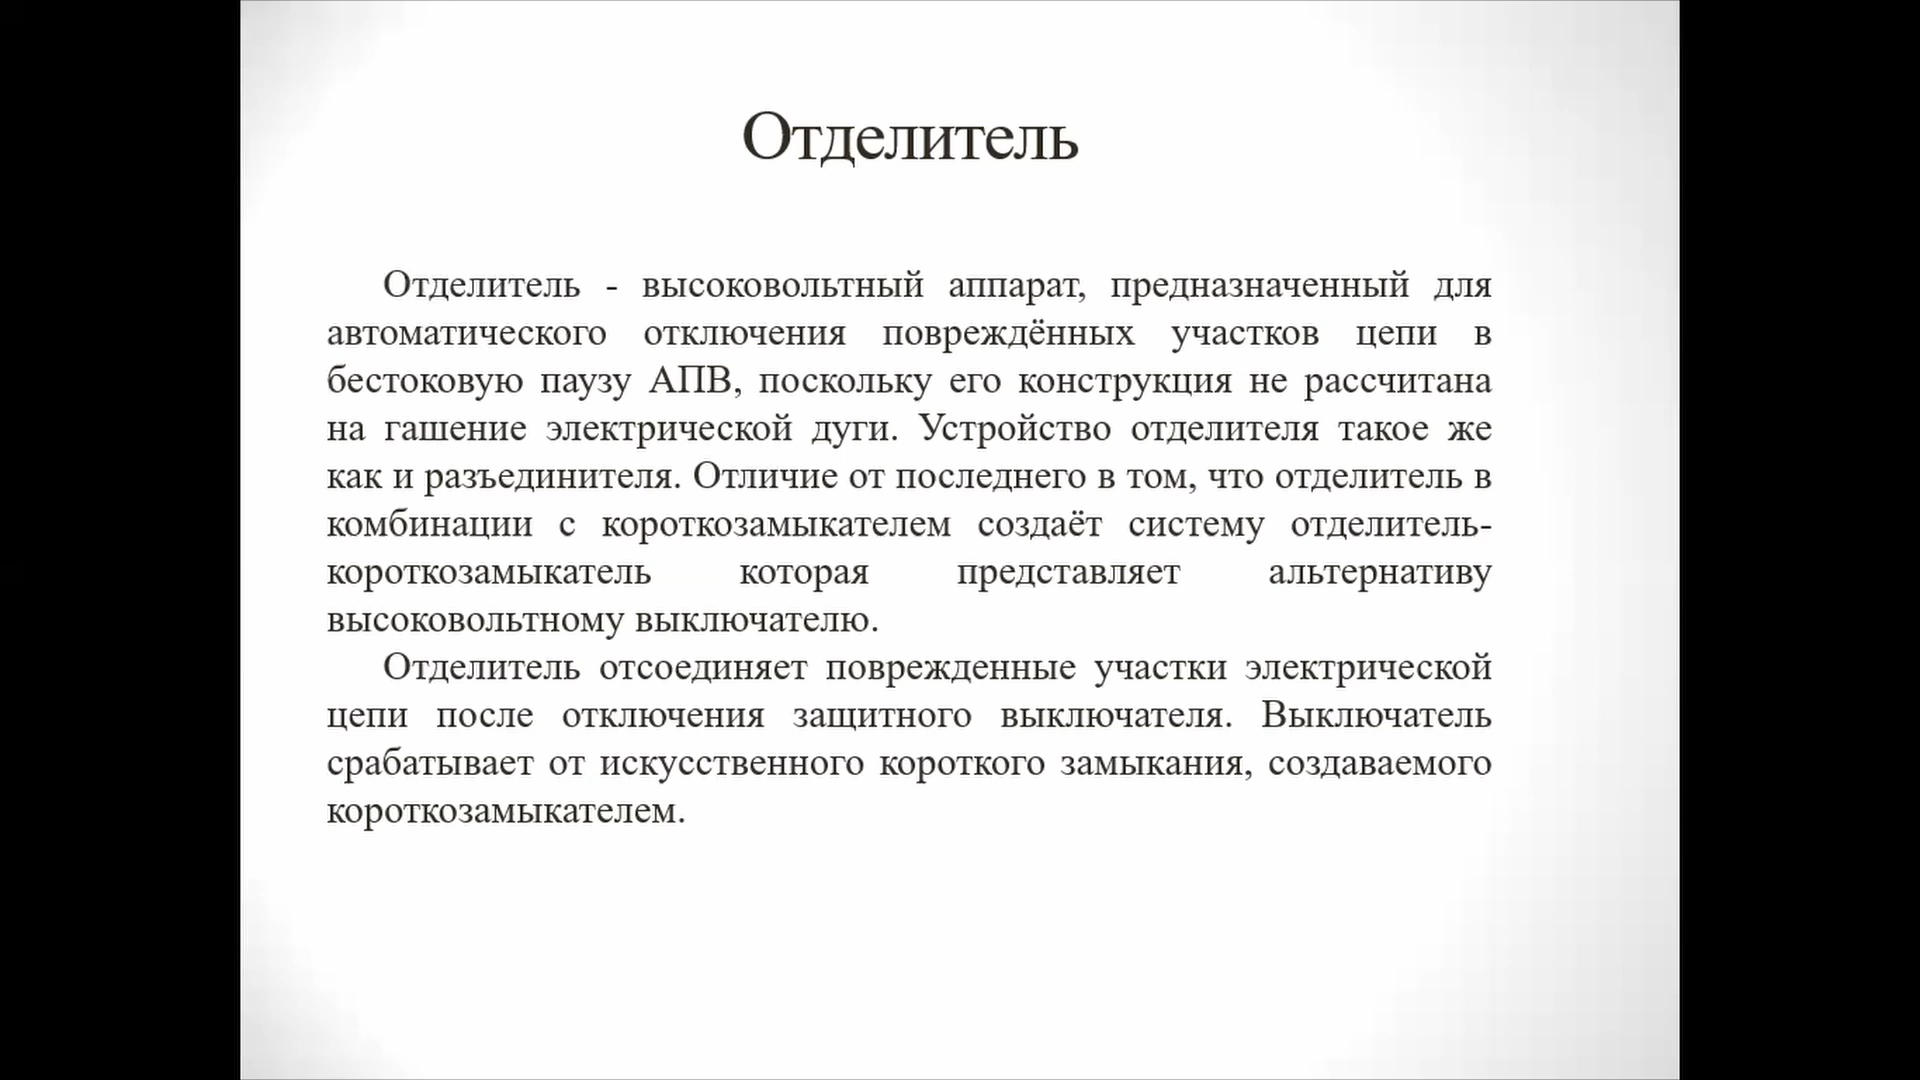 Отделитель
Отделитель - высоковольтный аппарат, предназначенный для
автоматического отключения повреждённых участков цепи в
бестоковую паузу АПВ, поскольку его конструкция не рассчитана
на гашение электрической дуги. Устройство отделителя такое же
как и разъединителя. Отличие от последнего в том, что отделитель в
комбинации с короткозамыкателем создаёт систему отделитель-
короткозамыкатель которая представляет альтернативу
высоковольтному выключателю.
Отделитель отсоединяет поврежденные участки электрической
цепи после отключения защитного выключателя. Выключатель
срабатывает от искусственного короткого замыкания, создаваемого
короткозамыкателем.